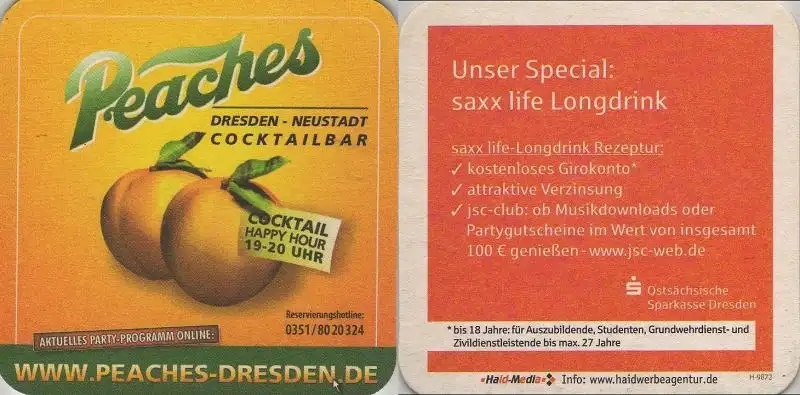 Peaches
DRESDEN - NEUSTADT
COCKTAILBAR
COCKTAIL
HAPPY HOUR
19-20 UHR
Reservierungshotline:
0351/8020324
AKTUELLES PARTY-PROGRAMM ONLINE:
WWW.PEACHES-DRESDEN.DE
Unser Special:
saxx life Longdrink
saxx life-Longdrink Rezeptur:
✓ kostenloses Girokonto*
✓ attraktive Verzinsung
✓ jsc-club: ob Musikdownloads oder
Partygutscheine im Wert von insgesamt
100 € genießen - www.jsc-web.de
Ostsächsische
Sparkasse Dresden
* bis 18 Jahre: für Auszubildende, Studenten, Grundwehrdienst- und
Zivildienstleistende bis max. 27 Jahre
Haid-Media Info: www.haidwerbeagentur.de
H-9872